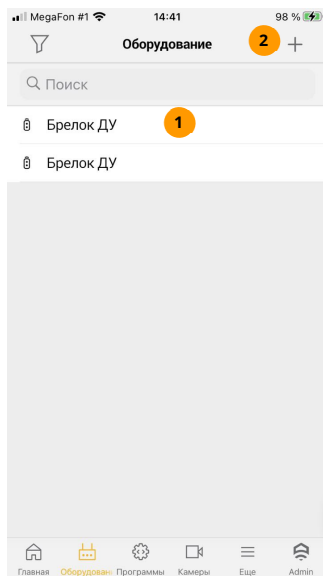 MegaFon #1 14:41 98 %
Оборудование 2
Поиск
Брелок ДУ 1
Брелок ДУ
Главная Оборудован Программы Камеры Еще Admin